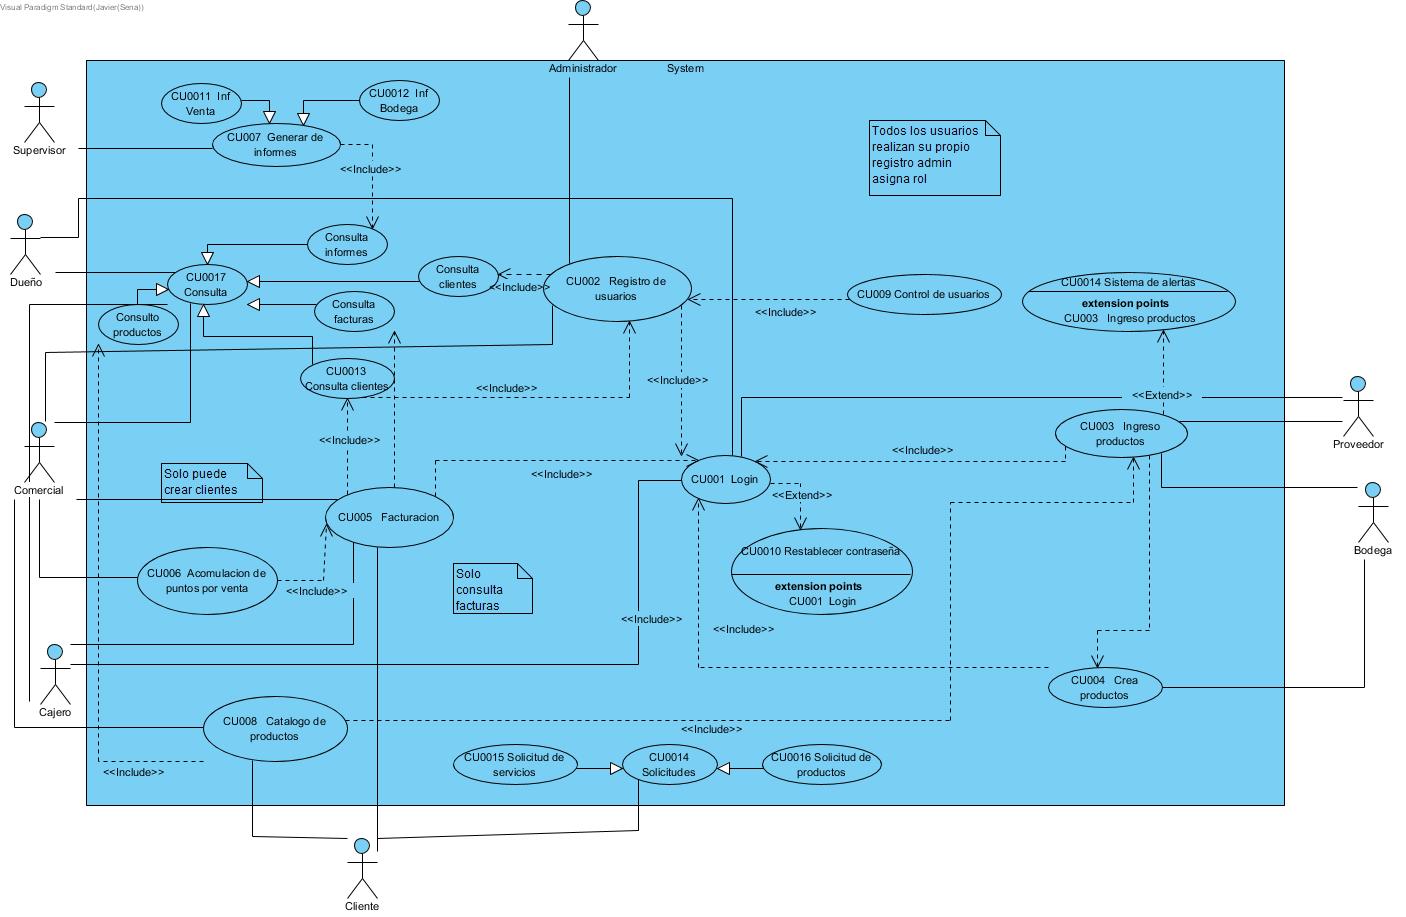 Visual Paradigm Standard(Javier(Sena))
Administrador
System
Supervisor
CU0011 Inf
Venta
CU0012 Inf
Bodega
CU007 Generar de
informes
<<Include>>
Todos los usuarios
realizan su propio
registro admin
asigna rol
Dueño
Consulta
informes
CU0017
Consulta
Consulta
clientes
<<Include>>
CU002 Registro de
usuarios
CU009 Control de usuarios
<<Include>>
CU0014 Sistema de alertas
extension points
CU003 Ingreso productos
Consulto
productos
Consulta
facturas
CU0013
Consulta clientes
<<Include>>
<<Include>>
<<Extend>>
Proveedor
CU003 Ingreso
productos
<<Include>>
<<Include>>
<<Include>>
Comercial
Solo puede
crear clientes
CU001 Login
<<Extend>>
CU005 Facturacion
CU0010 Restablecer contraseña
extension points
CU001 Login
Bodega
CU006 Acomulacion de
puntos por venta
<<Include>>
Solo
consulta
facturas
<<Include>>
<<Include>>
Cajero
CU004 Crea
productos
CU008 Catalogo de
productos
<<Include>>
<<Include>>
CU0015 Solicitud de
servicios
CU0014
Solicitudes
CU0016 Solicitud de
productos
Cliente